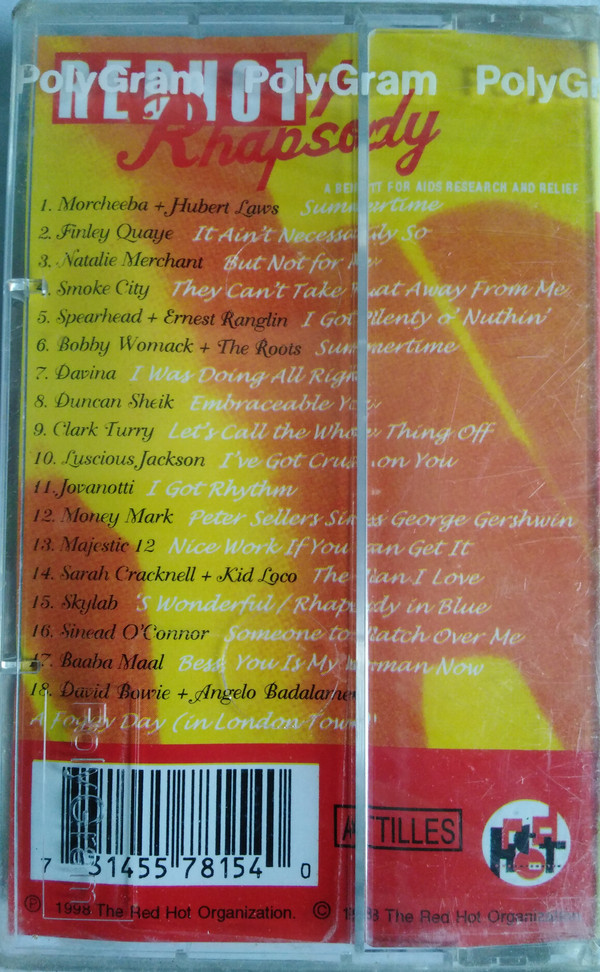 PolyGram PolyGram PolyGr
REDHOT +
Rhapsody
A BENEFIT FOR AIDS RESEARCH AND RELIEF
1. Morcheeba + Hubert Laws Summertime
2. Finley Quaye It Ain't Necessarily So
3. Natalie Merchant But Not for Me
4. Smoke City They Can't Take That Away From Me
5. Spearhead + Ernest Ranglin I Got Plenty o' Nuthin'
6. Bobby Womack + The Roots Summertime
7. Davina I Was Doing All Right
8. Duncan Sheik Embraceable You
9. Clark Turry Let's Call the Whole Thing Off
10. Luscious Jackson I've Got Crush on You
11. Jovanotti I Got Rhythm
12. Money Mark Peter Sellers Sings George Gershwin
13. Majestic 12 Nice Work If You Can Get It
14. Sarah Cracknell + Kid Loco The Man I Love
15. Skylab 'S Wonderful / Rhapsody in Blue
16. Sinead O'Connor Someone to Watch Over Me
17. Baaba Maal Bess, You Is My Woman Now
18. David Bowie + Angelo Badalamen
A Foggy Day (in London Town)
PolyGram
7 31455 78154 0
ANTILLES
Red Hot
℗ 1998 The Red Hot Organization. © 1998 The Red Hot Organization